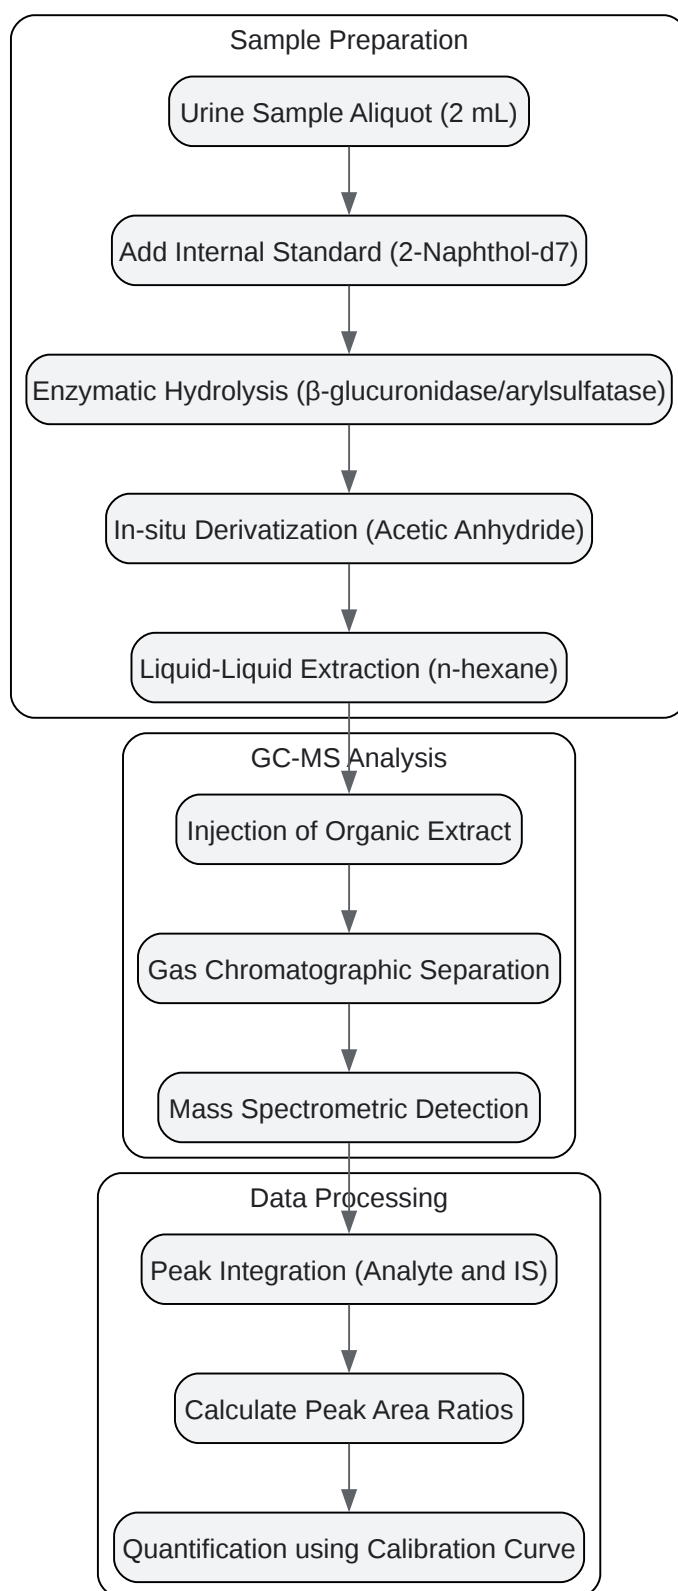 Sample Preparation
Urine Sample Aliquot (2 mL)
Add Internal Standard (2-Naphthol-d7)
Enzymatic Hydrolysis (β-glucuronidase/arylsulfatase)
In-situ Derivatization (Acetic Anhydride)
Liquid-Liquid Extraction (n-hexane)
GC-MS Analysis
Injection of Organic Extract
Gas Chromatographic Separation
Mass Spectrometric Detection
Data Processing
Peak Integration (Analyte and IS)
Calculate Peak Area Ratios
Quantification using Calibration Curve